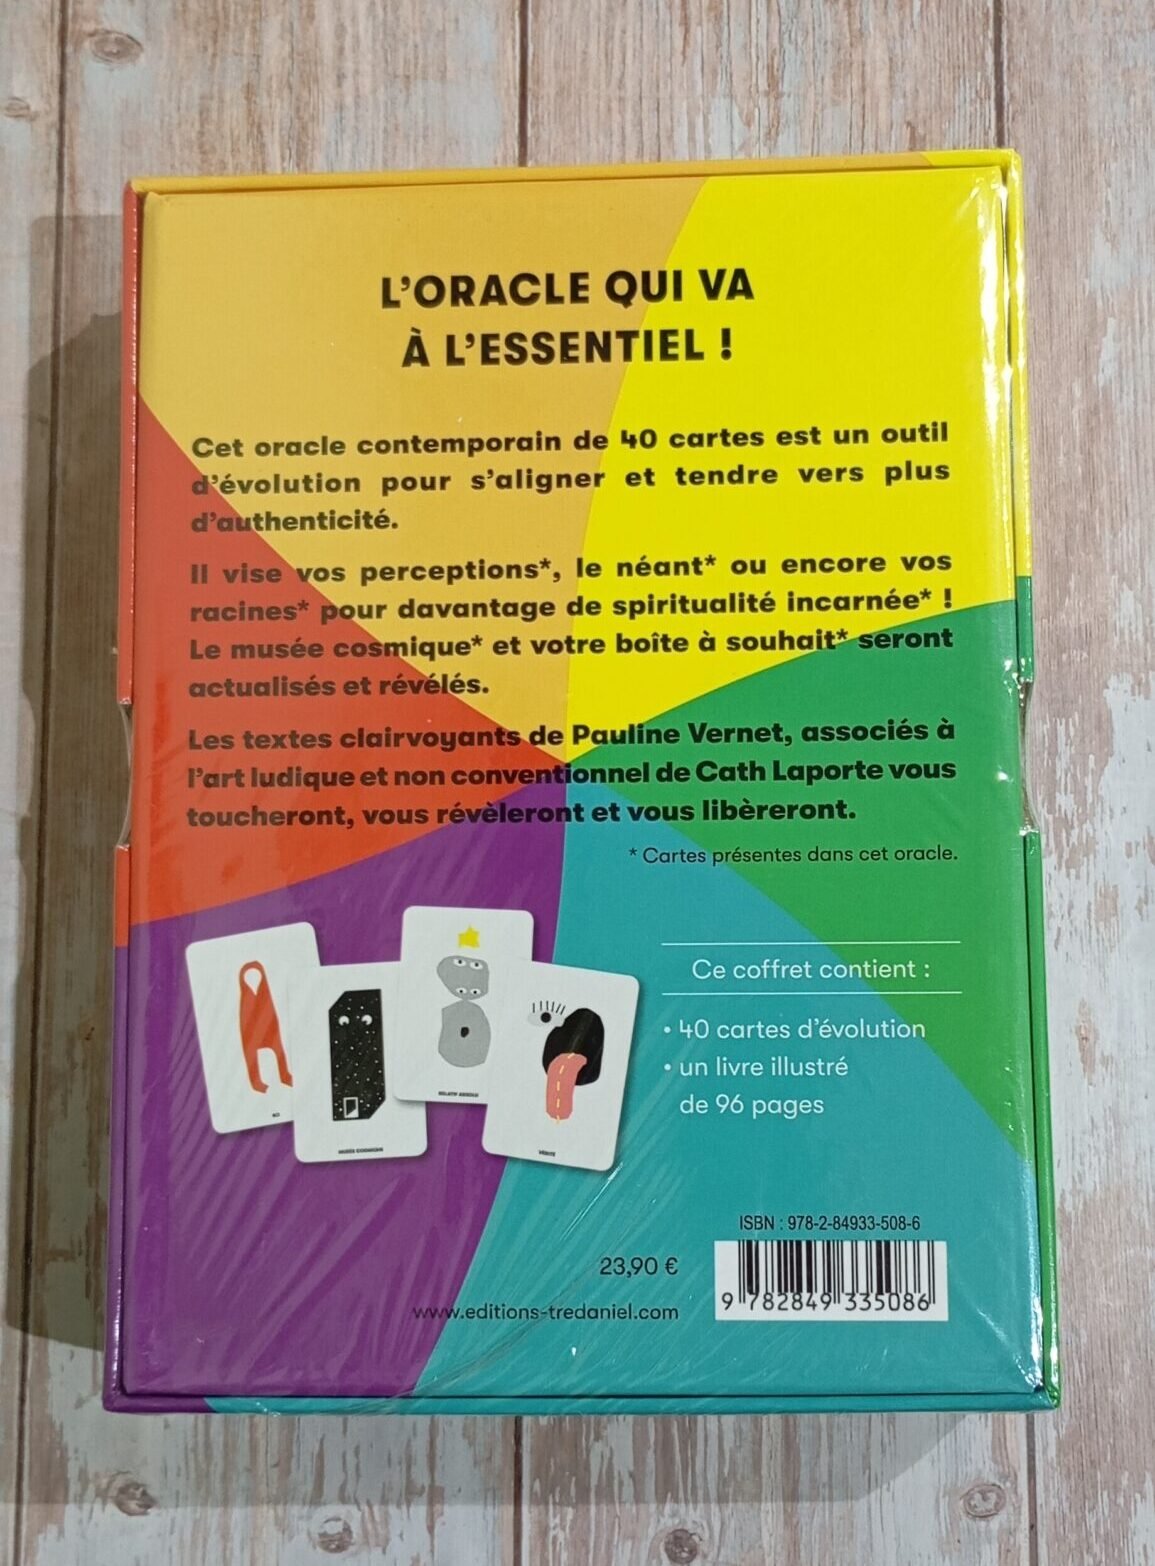 L'ORACLE QUI VA
À L'ESSENTIEL !
Cet oracle contemporain de 40 cartes est un outil
d'évolution pour s'aligner et tendre vers plus
d'authenticité.
Il vise vos perceptions*, le néant* ou encore vos
racines* pour davantage de spiritualité incarnée* !
Le musée cosmique* et votre boîte à souhait* seront
actualisés et révélés.
Les textes clairvoyants de Pauline Vernet, associés à
l'art ludique et non conventionnel de Cath Laporte vous
toucheront, vous révèleront et vous libèreront.
* Cartes présentes dans cet oracle.
Ce coffret contient :
• 40 cartes d'évolution
• un livre illustré
de 96 pages
MUSÉE COSMIQUE
RELATIF ABSOLU
VÉRITÉ
ISBN : 978-2-84933-508-6
23,90 €
9 782849 335086
www.editions-tredaniel.com